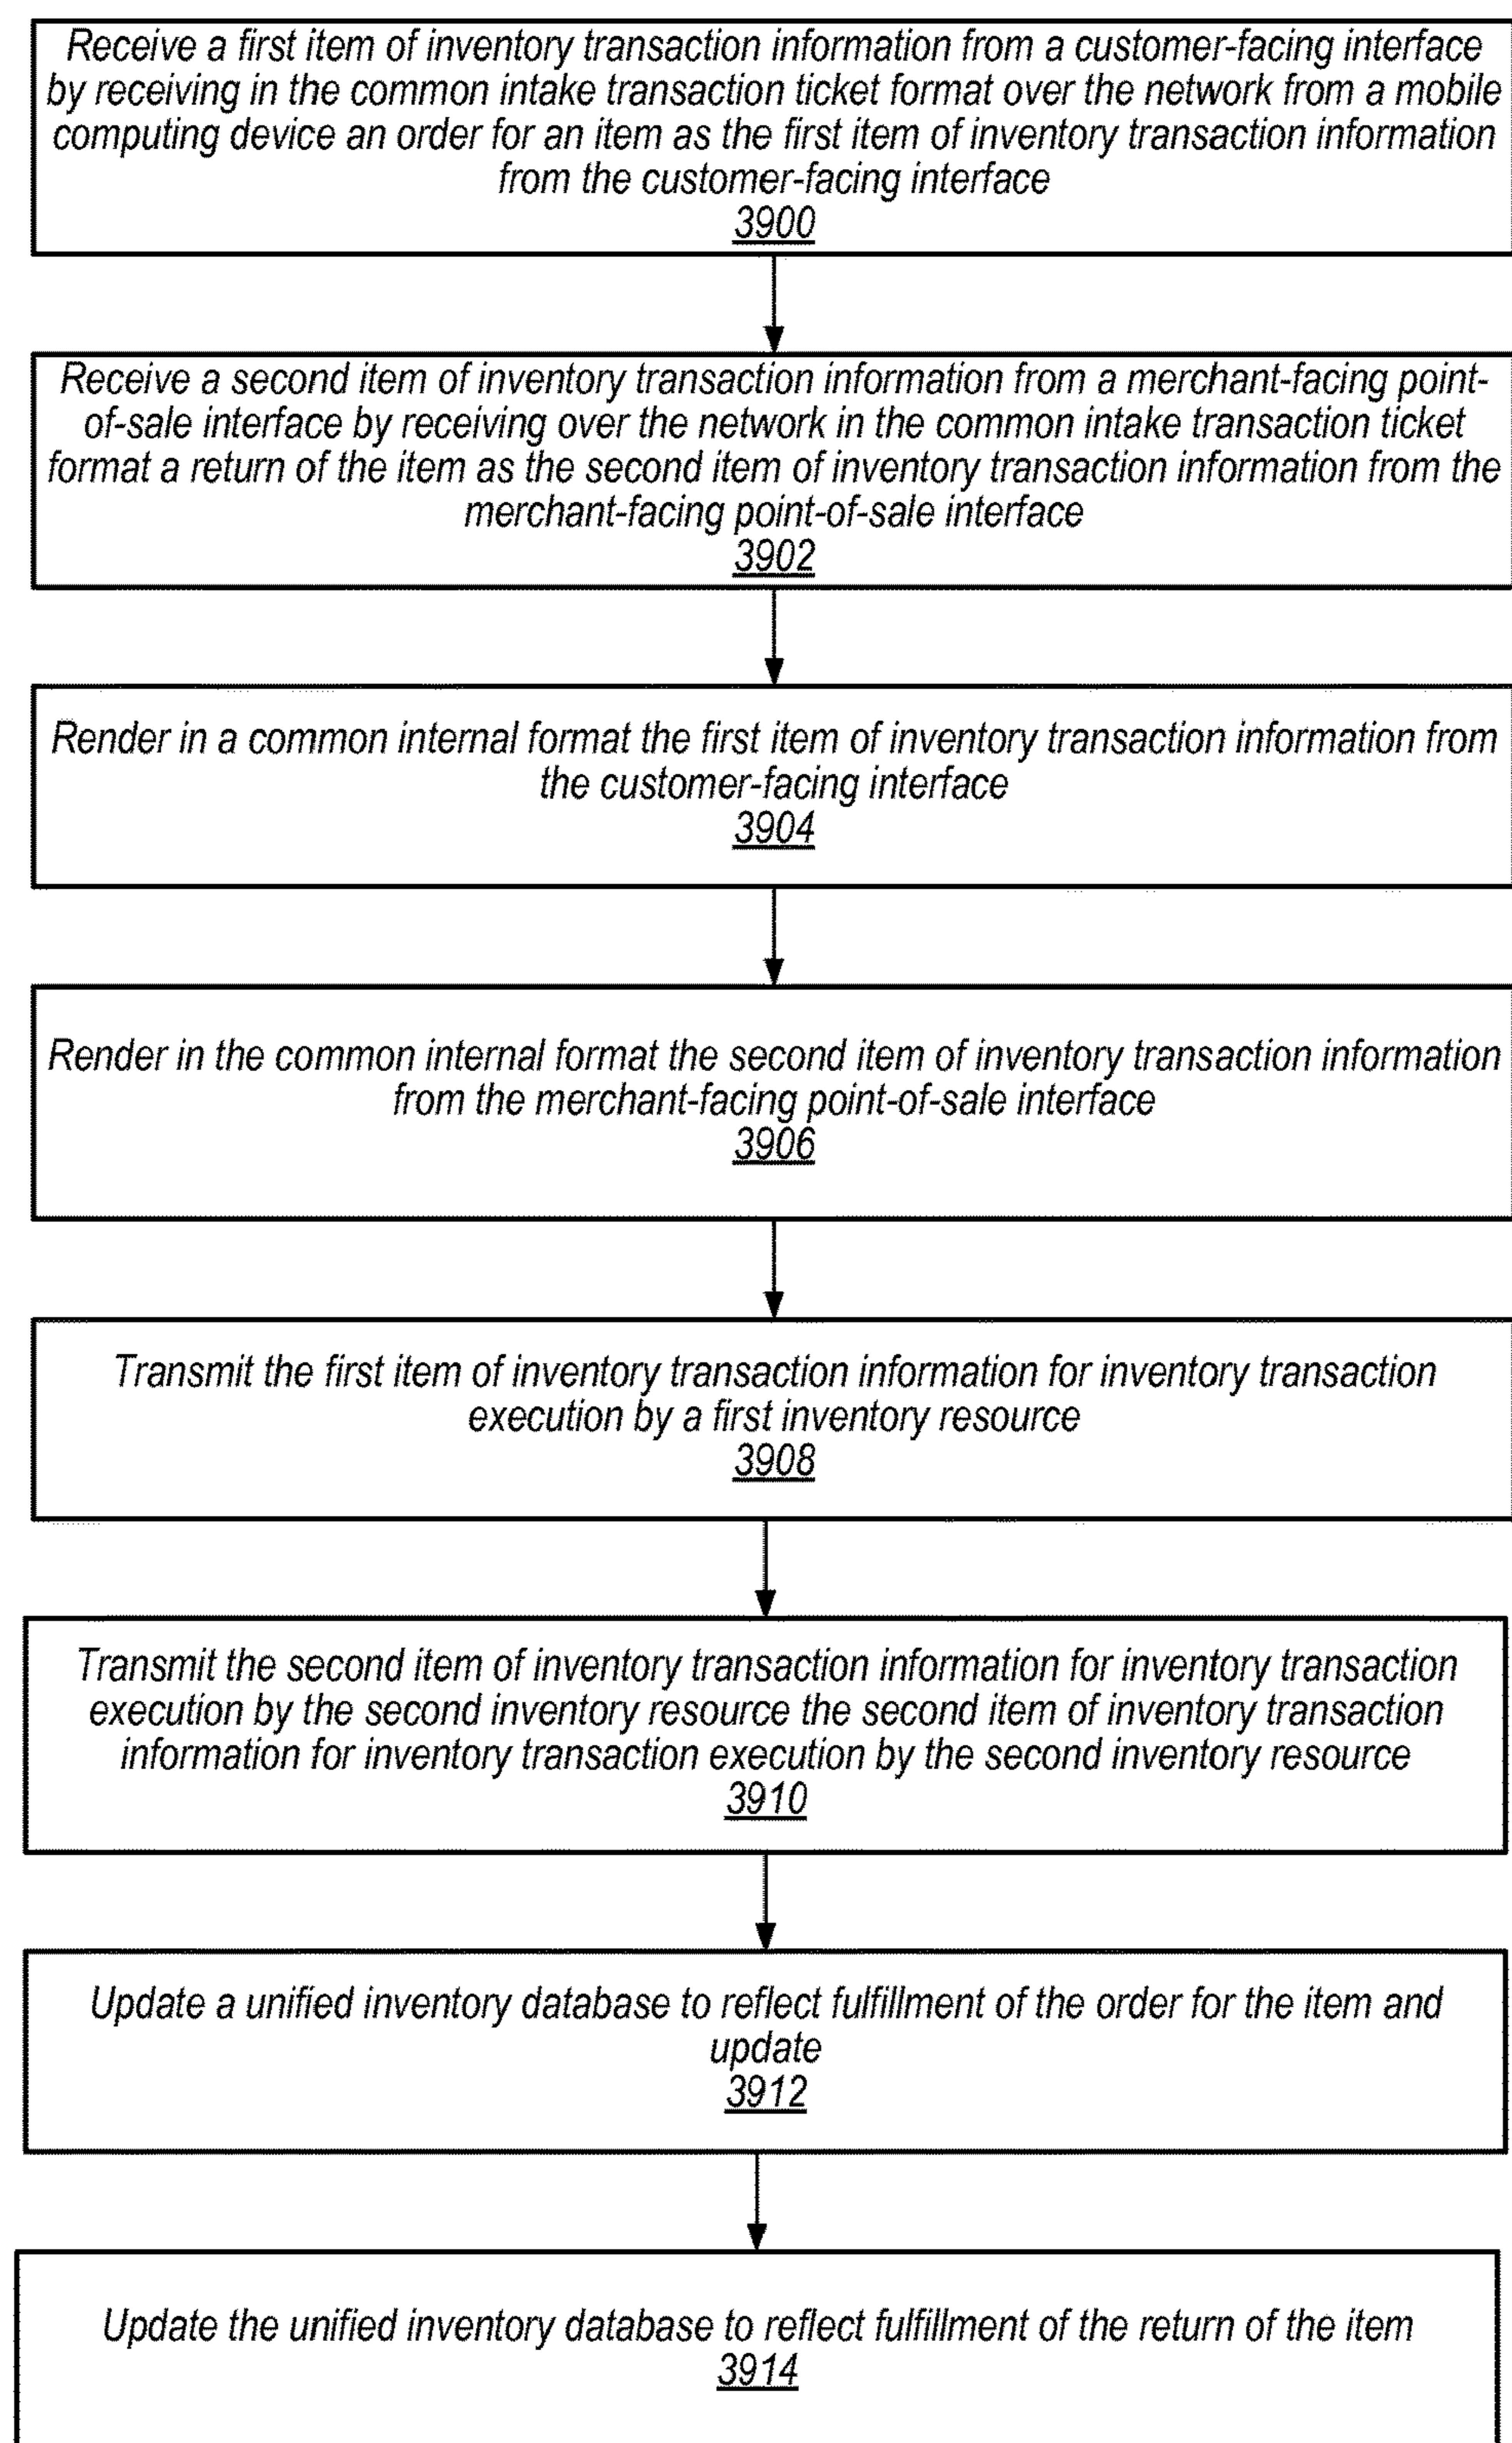 Receive a first item of inventory transaction information from a customer-facing interface
by receiving in the common intake transaction ticket format over the network from a mobile
computing device an order for an item as the first item of inventory transaction information
from the customer-facing interface
3900
Receive a second item of inventory transaction information from a merchant-facing point-
of-sale interface by receiving over the network in the common intake transaction ticket
format a return of the item as the second item of inventory transaction information from the
merchant-facing point-of-sale interface
3902
Render in a common internal format the first item of inventory transaction information from
the customer-facing interface
3904
Render in the common internal format the second item of inventory transaction information
from the merchant-facing point-of-sale interface
3906
Transmit the first item of inventory transaction information for inventory transaction
execution by a first inventory resource
3908
Transmit the second item of inventory transaction information for inventory transaction
execution by the second inventory resource the second item of inventory transaction
information for inventory transaction execution by the second inventory resource
3910
Update a unified inventory database to reflect fulfillment of the order for the item and
update
3912
Update the unified inventory database to reflect fulfillment of the return of the item
3914